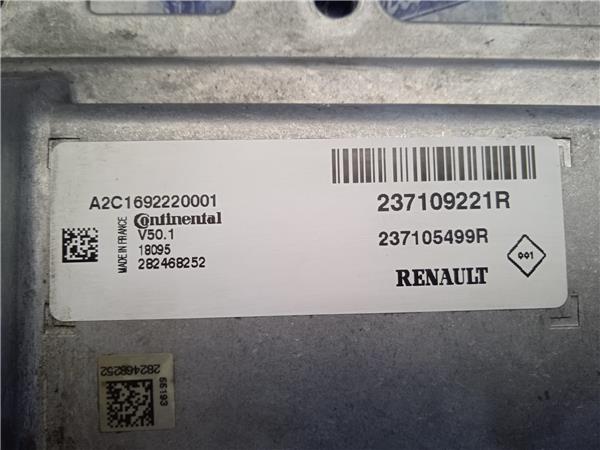 A2C1692220001
Continental
V50.1
18095
282468252
MADE IN FRANCE
237109221R
237105499R
RENAULT
001
282468252
66193